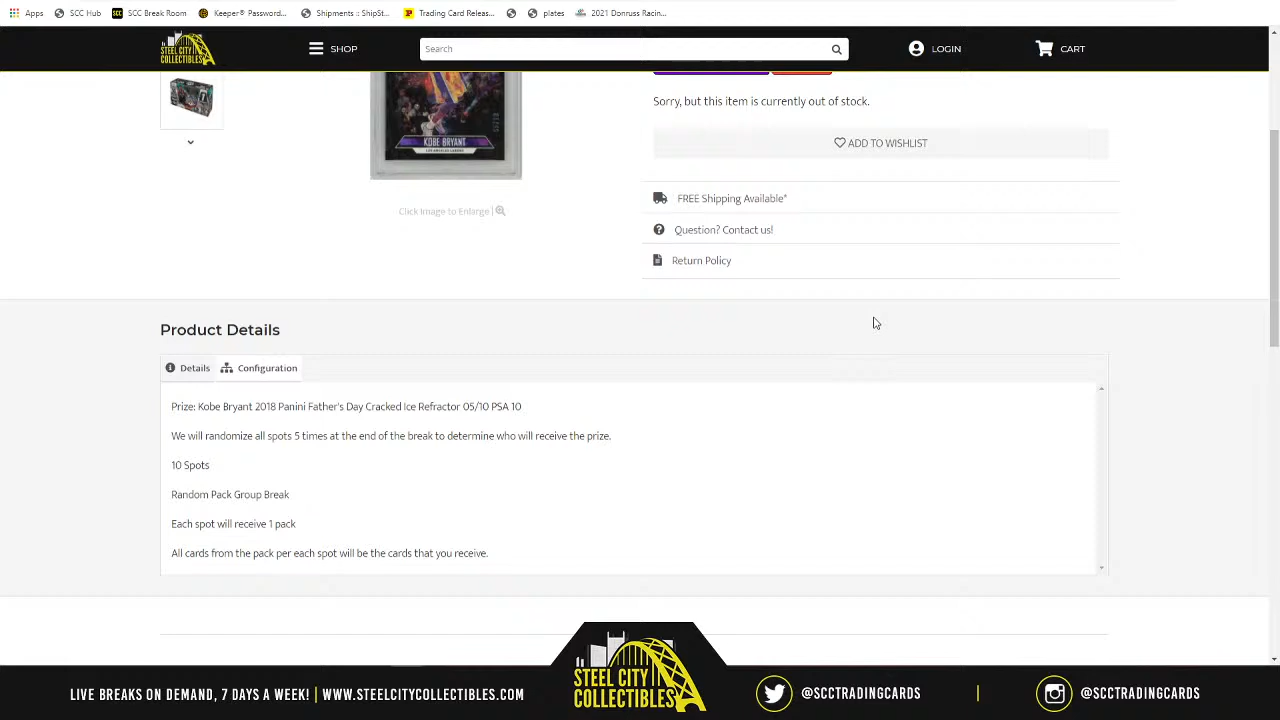 Apps SCC Hub SCC Break Room Keeper® Password... Shipments :: ShipSt... Trading Card Releas... plates 2021 Donruss Racin...
STEEL CITY COLLECTIBLES
SHOP
Search
LOGIN
CART
KOBE BRYANT
LOS ANGELES LAKERS
Click Image to Enlarge |
Sorry, but this item is currently out of stock.
ADD TO WISHLIST
FREE Shipping Available*
Question? Contact us!
Return Policy
Product Details
Details Configuration
Prize: Kobe Bryant 2018 Panini Father's Day Cracked Ice Refractor 05/10 PSA 10
We will randomize all spots 5 times at the end of the break to determine who will receive the prize.
10 Spots
Random Pack Group Break
Each spot will receive 1 pack
All cards from the pack per each spot will be the cards that you receive.
LIVE BREAKS ON DEMAND, 7 DAYS A WEEK! | WWW.STEELCITYCOLLECTIBLES.COM
STEEL CITY
COLLECTIBLES
@SCCTRADINGCARDS | @SCCTRADINGCARDS